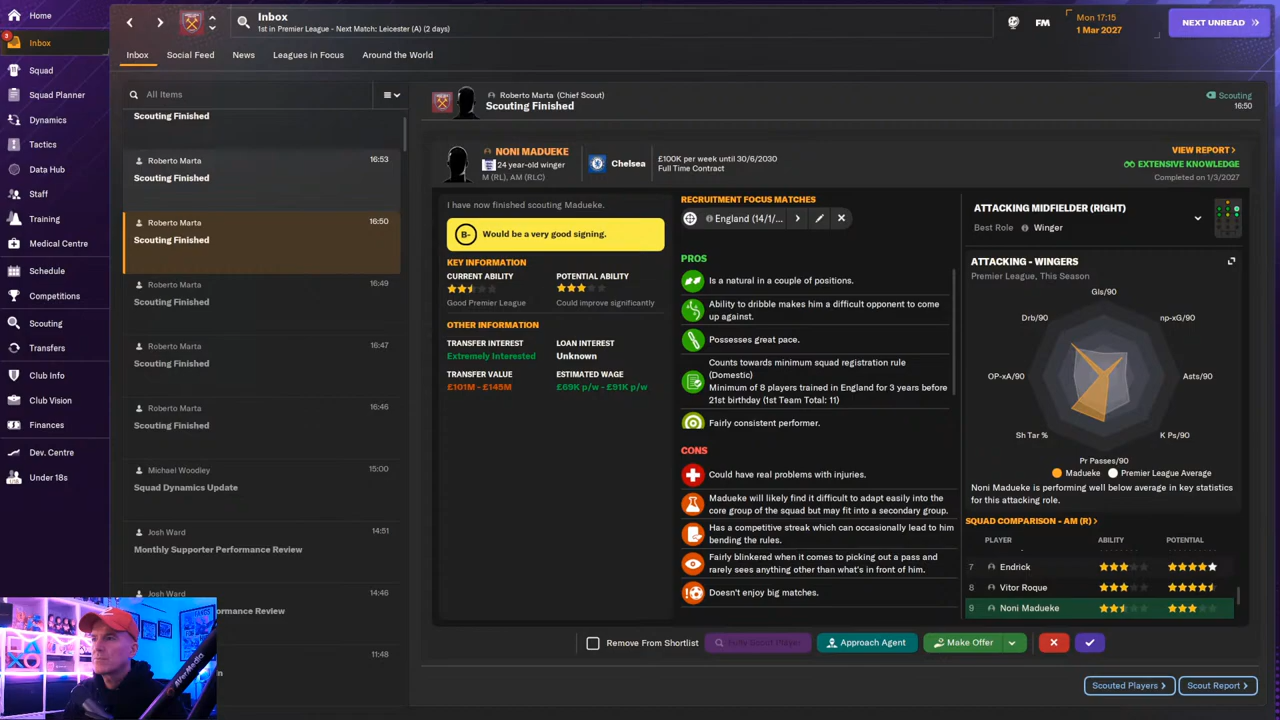 Home
Inbox
3
Squad
Squad Planner
Dynamics
Tactics
Data Hub
Staff
Training
Medical Centre
Schedule
Competitions
Scouting
Transfers
Club Info
Club Vision
Finances
Dev. Centre
Under 18s
Inbox
1st in Premier League - Next Match: Leicester (A) (2 days)
FM
Mon 17:15
1 Mar 2027
NEXT UNREAD
Inbox
Social Feed
News
Leagues in Focus
Around the World
All Items
Scouting Finished
Roberto Marta 16:53
Scouting Finished
Roberto Marta 16:50
Scouting Finished
Roberto Marta 16:49
Scouting Finished
Roberto Marta 16:47
Scouting Finished
Roberto Marta 16:46
Scouting Finished
Michael Woodley 15:00
Squad Dynamics Update
Josh Ward 14:51
Monthly Supporter Performance Review
Josh Ward 14:46
ormance Review
11:48
Roberto Marta (Chief Scout)
Scouting Finished
Scouting
16:50
NONI MADUEKE
24 year-old winger
M (RL), AM (RLC)
Chelsea
£100K per week until 30/6/2030
Full Time Contract
VIEW REPORT >
EXTENSIVE KNOWLEDGE
Completed on 1/3/2027
I have now finished scouting Madueke.
B- Would be a very good signing.
KEY INFORMATION
CURRENT ABILITY
Good Premier League
POTENTIAL ABILITY
Could improve significantly
OTHER INFORMATION
TRANSFER INTEREST
Extremely Interested
LOAN INTEREST
Unknown
TRANSFER VALUE
£101M - £145M
ESTIMATED WAGE
£69K p/w - £91K p/w
RECRUITMENT FOCUS MATCHES
England (14/1/...
PROS
Is a natural in a couple of positions.
Ability to dribble makes him a difficult opponent to come
up against.
Possesses great pace.
Counts towards minimum squad registration rule
(Domestic)
Minimum of 8 players trained in England for 3 years before
21st birthday (1st Team Total: 11)
Fairly consistent performer.
CONS
Could have real problems with injuries.
Madueke will likely find it difficult to adapt easily into the
core group of the squad but may fit into a secondary group.
Has a competitive streak which can occasionally lead to him
bending the rules.
Fairly blinkered when it comes to picking out a pass and
rarely sees anything other than what's in front of him.
Doesn't enjoy big matches.
ATTACKING MIDFIELDER (RIGHT)
Best Role Winger
ATTACKING - WINGERS
Premier League, This Season
Gls/90
Drb/90
np-xG/90
OP-xA/90
Asts/90
Sh Tar %
K Ps/90
Pr Passes/90
Madueke Premier League Average
Noni Madueke is performing well below average in key statistics
for this attacking role.
SQUAD COMPARISON - AM (R) >
PLAYER ABILITY POTENTIAL
7 Endrick
8 Vitor Roque
9 Noni Madueke
Remove From Shortlist
Approach Agent
Make Offer
Scouted Players >
Scout Report >